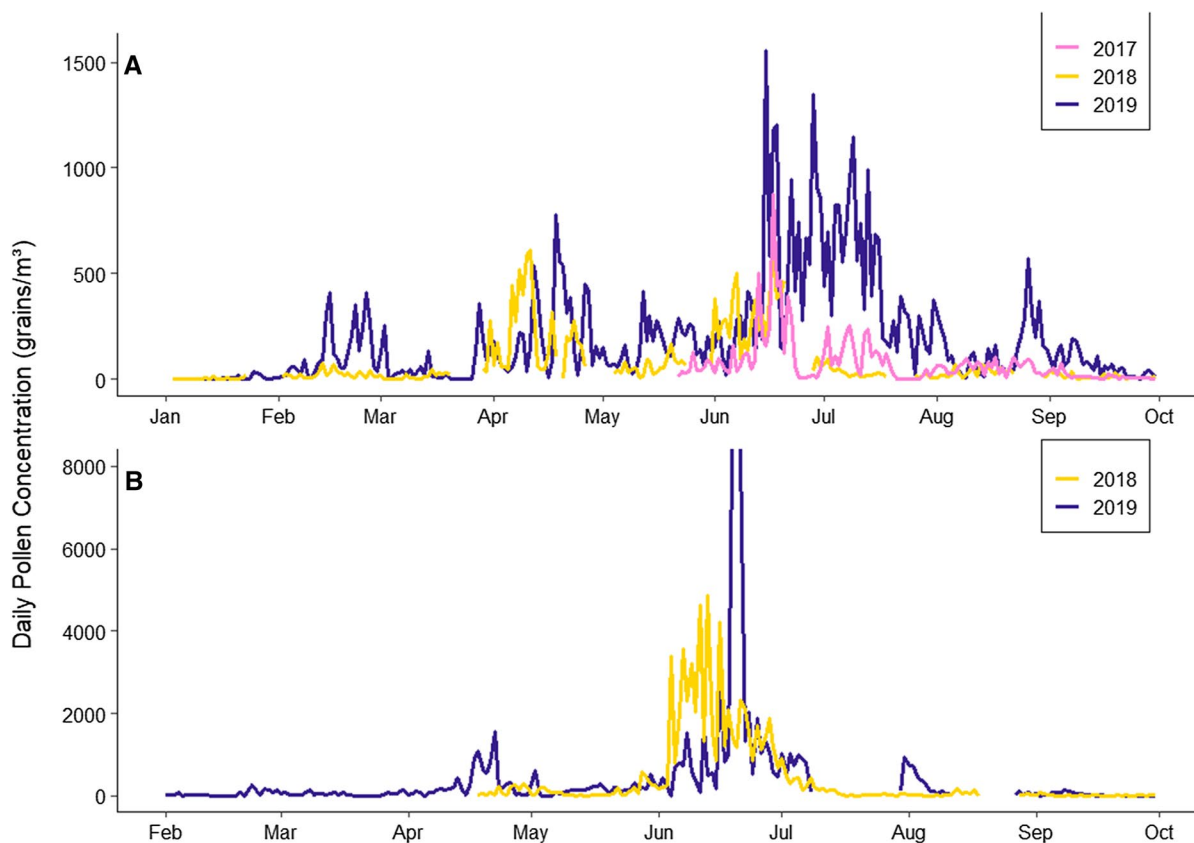 Daily Pollen Concentration (grains/m³)
A
1500
1000
500
0
Jan Feb Mar Apr May Jun Jul Aug Sep Oct
2017
2018
2019
B
8000
6000
4000
2000
0
Feb Mar Apr May Jun Jul Aug Sep Oct
2018
2019